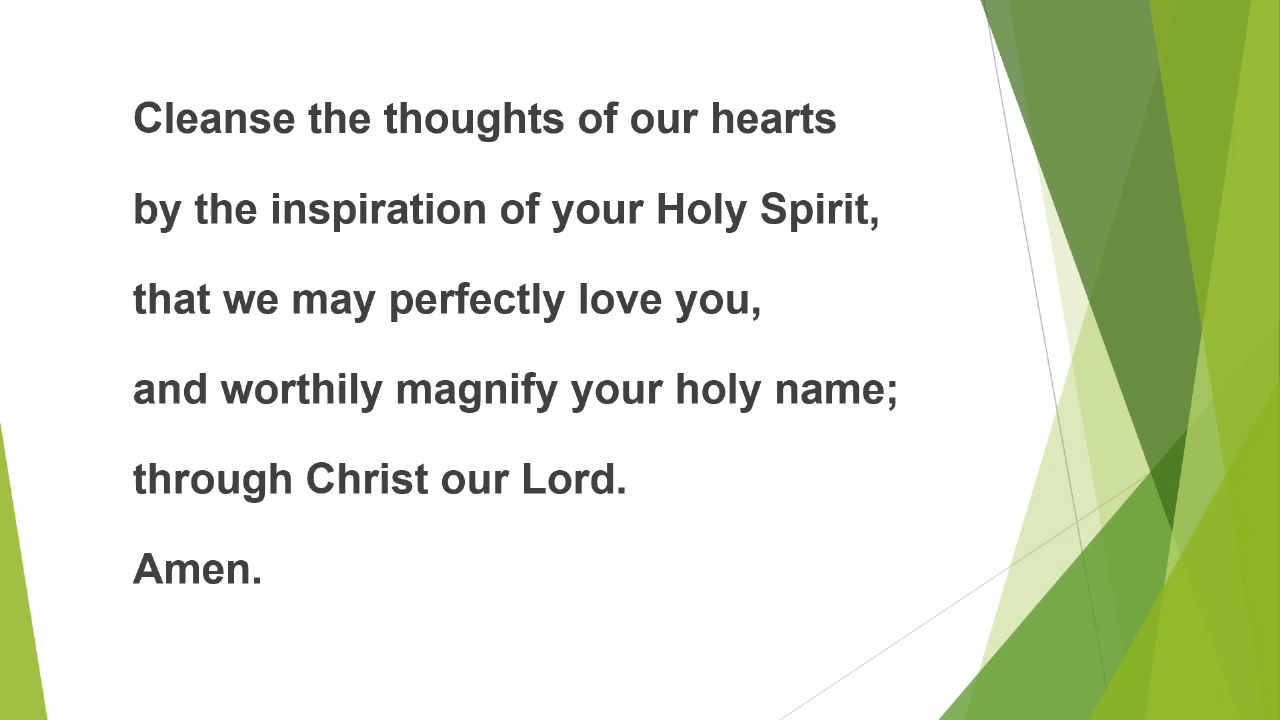 Cleanse the thoughts of our hearts
by the inspiration of your Holy Spirit,
that we may perfectly love you,
and worthily magnify your holy name;
through Christ our Lord.
Amen.